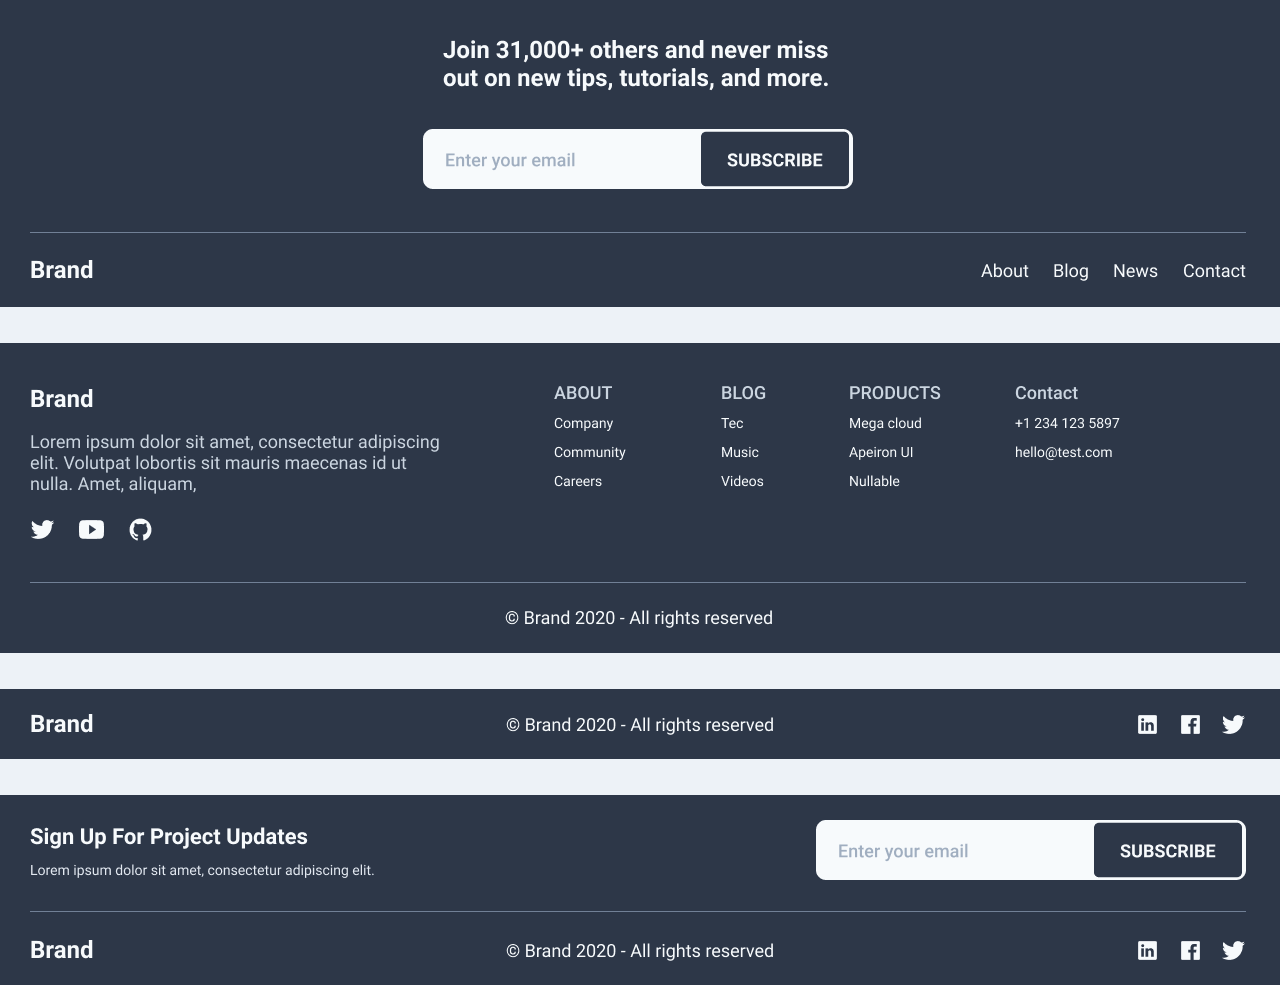 Join 31,000+ others and never miss
out on new tips, tutorials, and more.
Enter your email
SUBSCRIBE
Brand
About Blog News Contact
Brand
Lorem ipsum dolor sit amet, consectetur adipiscing
elit. Volutpat lobortis sit mauris maecenas id ut
nulla. Amet, aliquam,
ABOUT
Company
Community
Careers
BLOG
Tec
Music
Videos
PRODUCTS
Mega cloud
Apeiron UI
Nullable
Contact
+1 234 123 5897
hello@test.com
© Brand 2020 - All rights reserved
Brand
© Brand 2020 - All rights reserved
Sign Up For Project Updates
Lorem ipsum dolor sit amet, consectetur adipiscing elit.
Enter your email
SUBSCRIBE
Brand
© Brand 2020 - All rights reserved